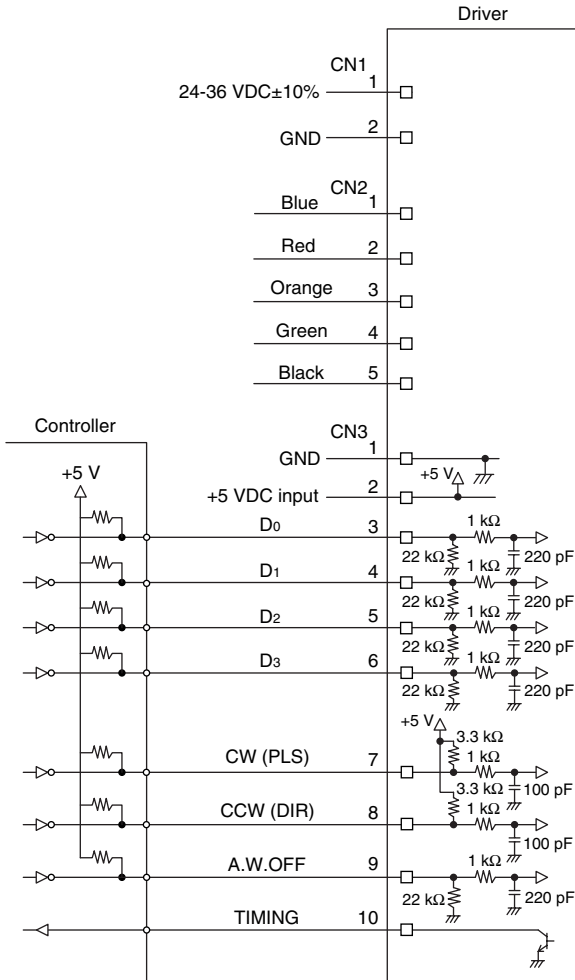 Driver
CN1
24-36 VDC±10% 1
GND 2
CN2
Blue 1
Red 2
Orange 3
Green 4
Black 5
Controller
CN3
GND 1
+5 V
+5 V
+5 VDC input 2
D0 3 1 kΩ
22 kΩ 220 pF
D1 4 1 kΩ
22 kΩ 220 pF
D2 5 1 kΩ
22 kΩ 220 pF
D3 6 1 kΩ
22 kΩ 220 pF
+5 V
3.3 kΩ
CW (PLS) 7 1 kΩ
100 pF
3.3 kΩ
CCW (DIR) 8 1 kΩ
100 pF
A.W.OFF 9 1 kΩ
22 kΩ 220 pF
TIMING 10